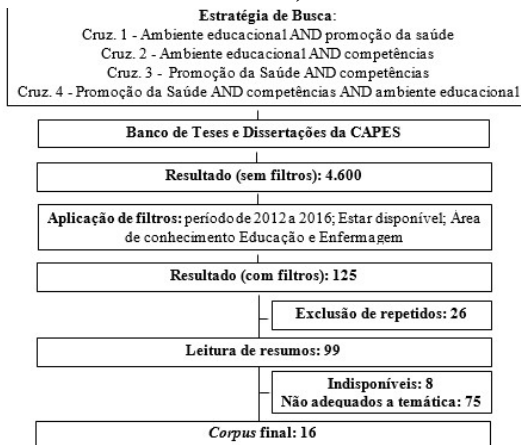 Estratégia de Busca:
Cruz. 1 - Ambiente educacional AND promoção da saúde
Cruz. 2 - Ambiente educacional AND competências
Cruz. 3 - Promoção da Saúde AND competências
Cruz. 4 - Promoção da Saúde AND competências AND ambiente educacional
Banco de Teses e Dissertações da CAPES
Resultado (sem filtros): 4.600
Aplicação de filtros: período de 2012 a 2016; Estar disponível; Área
de conhecimento Educação e Enfermagem
Resultado (com filtros): 125
Exclusão de repetidos: 26
Leitura de resumos: 99
Indisponíveis: 8
Não adequados a temática: 75
Corpus final: 16